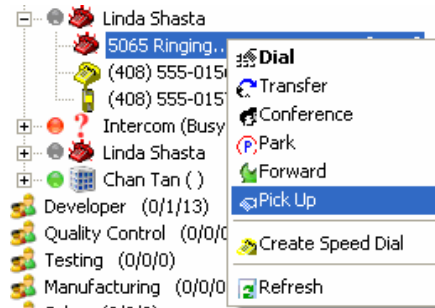 Linda Shasta
5065 Ringing..
Dial
(408) 555-015
Transfer
(408) 555-015
Conference
Intercom (Busy
Park
Linda Shasta
Forward
Chan Tan ( )
Pick Up
Developer (0/1/13)
Quality Control (0/0/0
Create Speed Dial
Testing (0/0/0)
Manufacturing (0/0/0
Refresh